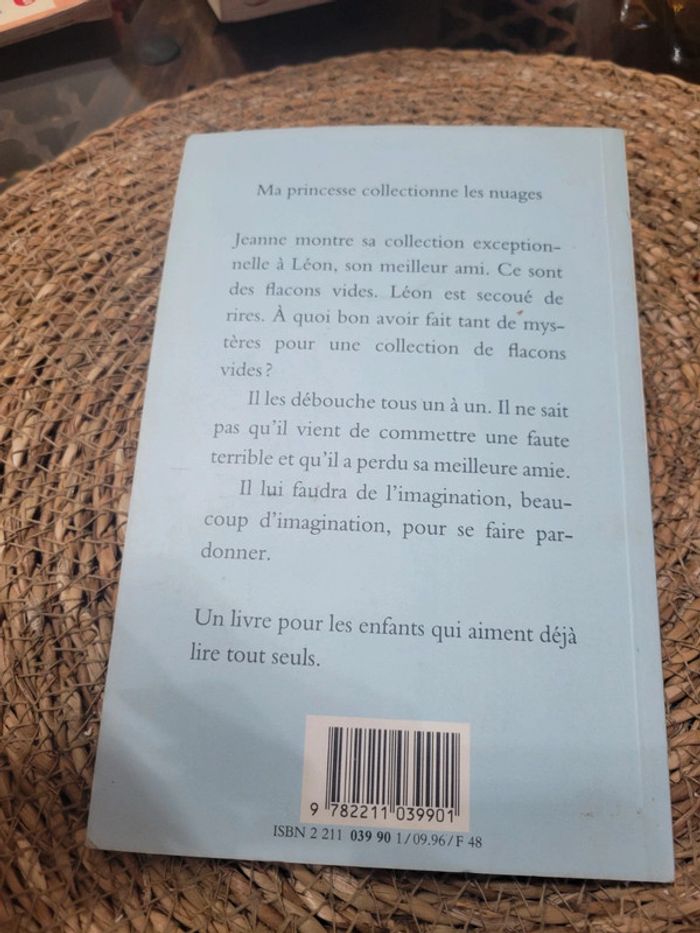 Ma princesse collectionne les nuages
Jeanne montre sa collection exception-
nelle à Léon, son meilleur ami. Ce sont
des flacons vides. Léon est secoué de
rires. À quoi bon avoir fait tant de mys-
tères pour une collection de flacons
vides ?
Il les débouche tous un à un. Il ne sait
pas qu'il vient de commettre une faute
terrible et qu'il a perdu sa meilleure amie.
Il lui faudra de l'imagination, beau-
coup d'imagination, pour se faire par-
donner.
Un livre pour les enfants qui aiment déjà
lire tout seuls.
9 782211 039901
ISBN 2 211 039 90 1/09.96/F 48